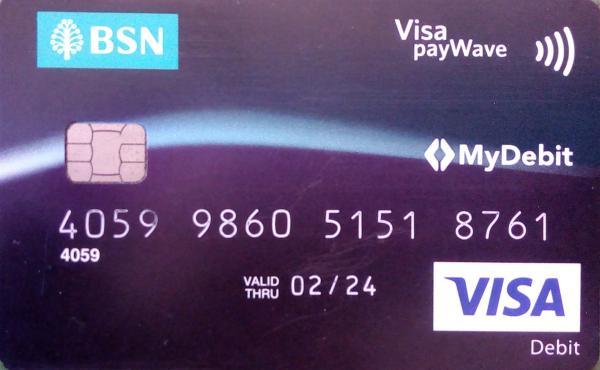 BSN
Visa
payWave
MyDebit
4059 9860 5151 8761
4059
VALID
THRU 02/24
VISA
Debit